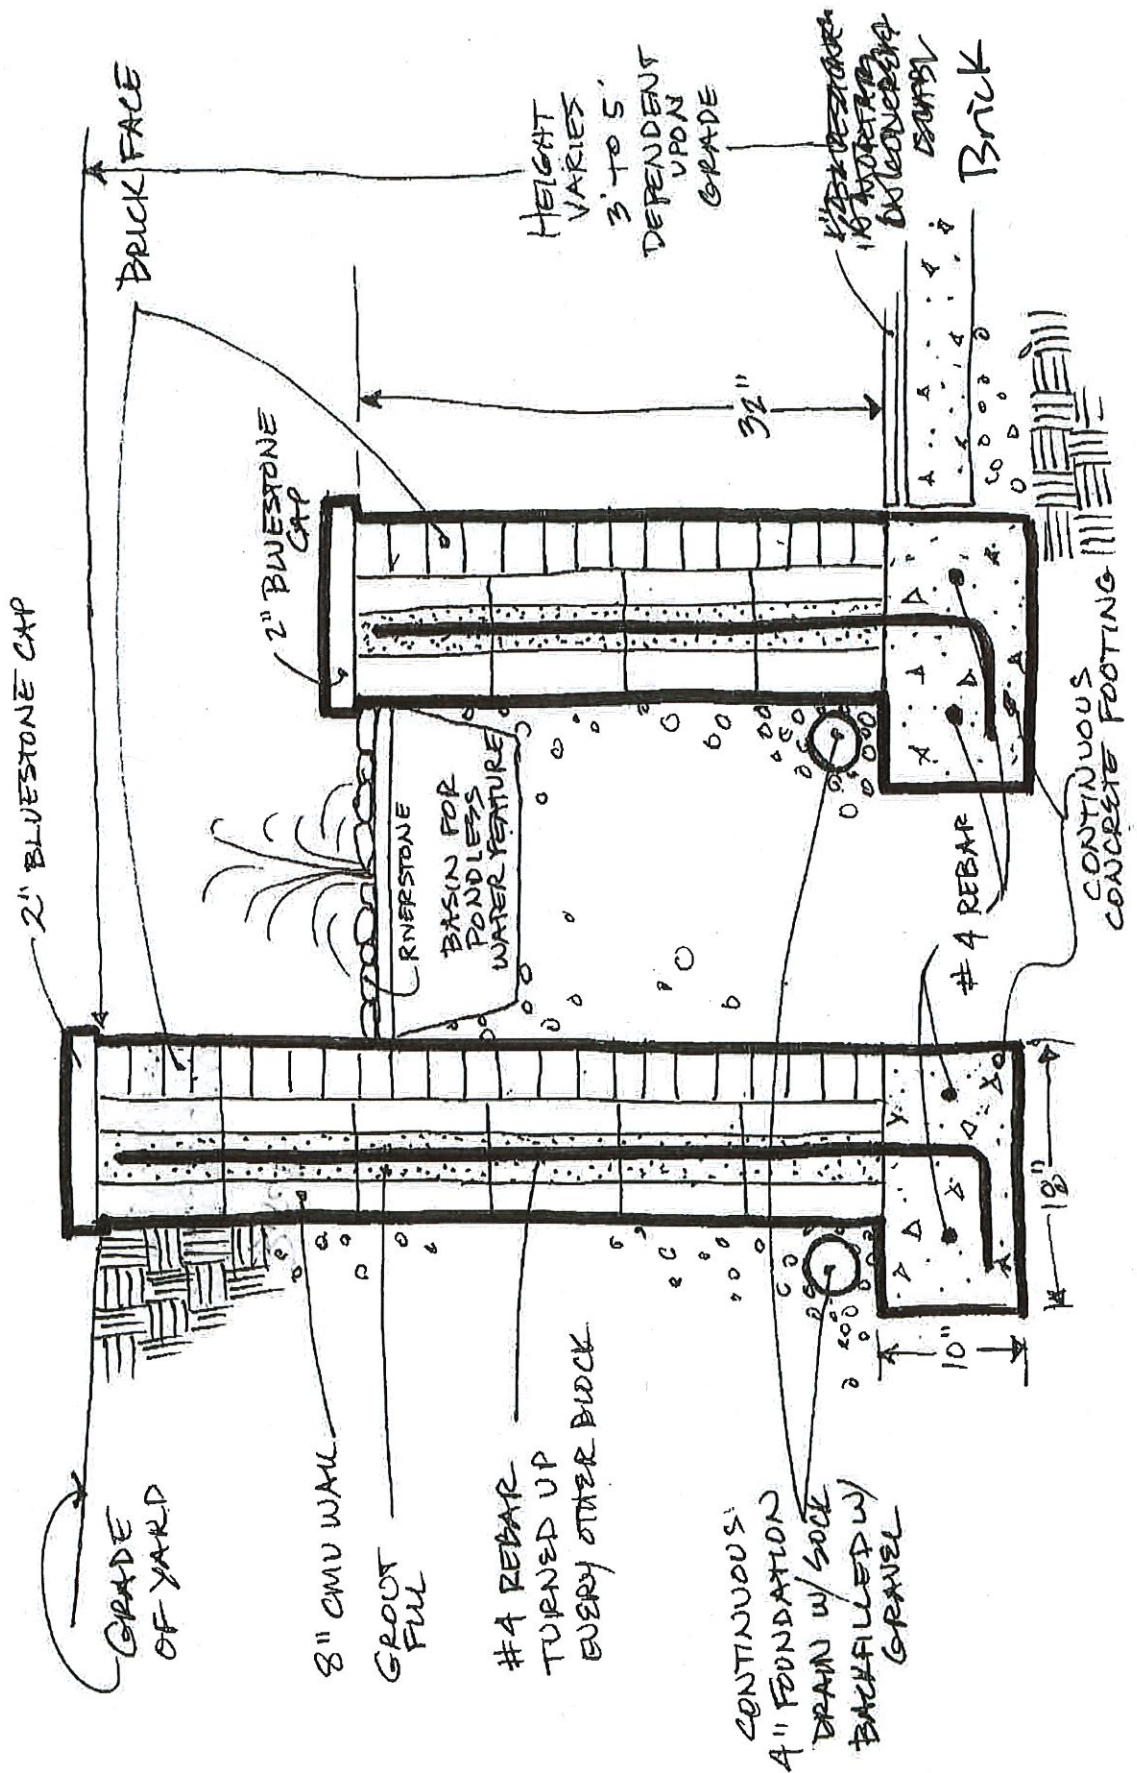 GRADE
OF YARD
8" CMU WALL
GROUT
FILL
#4 REBAR
TURNED UP
EVERY OTHER BLOCK
CONTINUOUS
4" FOUNDATION
DRAIN W/ SOCK
BACKFILLED W/
GRAVEL
10"
18"
2" BLUESTONE CAP
RIVERSTONE
BASIN FOR
PONDLESS
WATER FEATURE
# 4 REBAR
CONTINUOUS
CONCRETE FOOTING
2" BLUESTONE
CAP
BRICK FACE
32"
HEIGHT
VARIES
3' TO 5'
DEPENDENT
UPON
GRADE
Brick